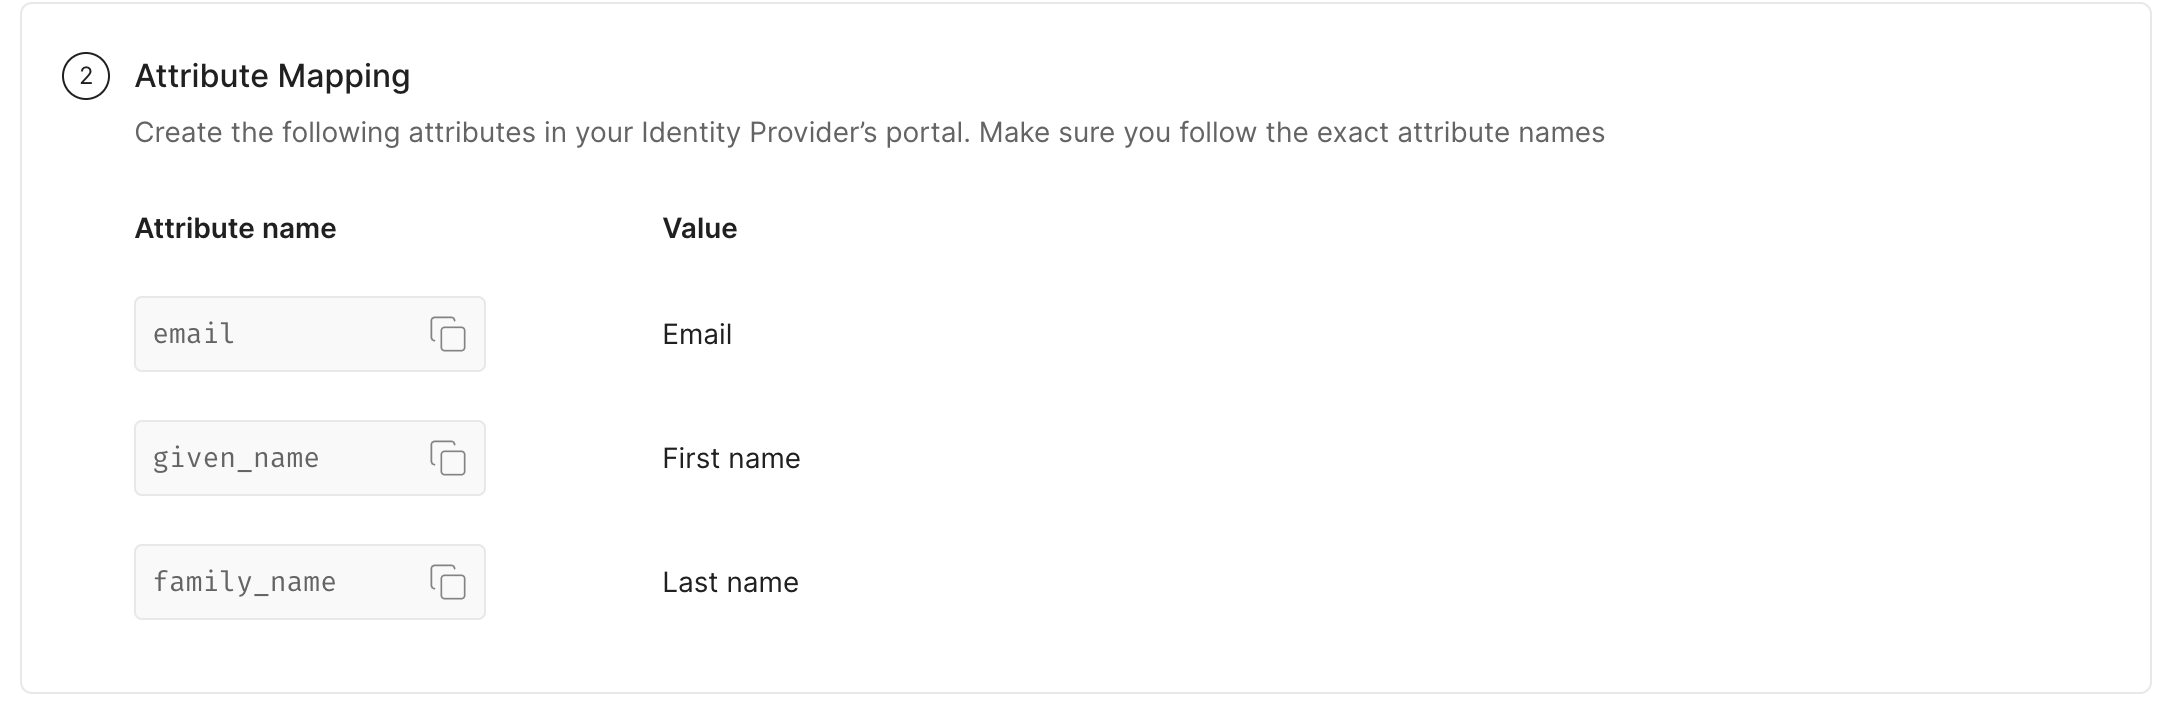 2
Attribute Mapping
Create the following attributes in your Identity Provider’s portal. Make sure you follow the exact attribute names
Attribute name Value
email Email
given_name First name
family_name Last name